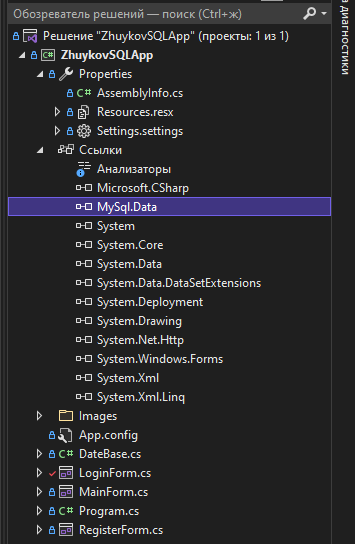 Обозреватель решений — поиск (Ctrl+ж)
Решение "ZhuykovSQLApp" (проекты: 1 из 1)
ZhuykovSQLApp
Properties
AssemblyInfo.cs
Resources.resx
Settings.settings
Ссылки
Анализаторы
Microsoft.CSharp
MySql.Data
System
System.Core
System.Data
System.Data.DataSetExtensions
System.Deployment
System.Drawing
System.Net.Http
System.Windows.Forms
System.Xml
System.Xml.Linq
Images
App.config
DateBase.cs
LoginForm.cs
MainForm.cs
Program.cs
RegisterForm.cs
а диагностики